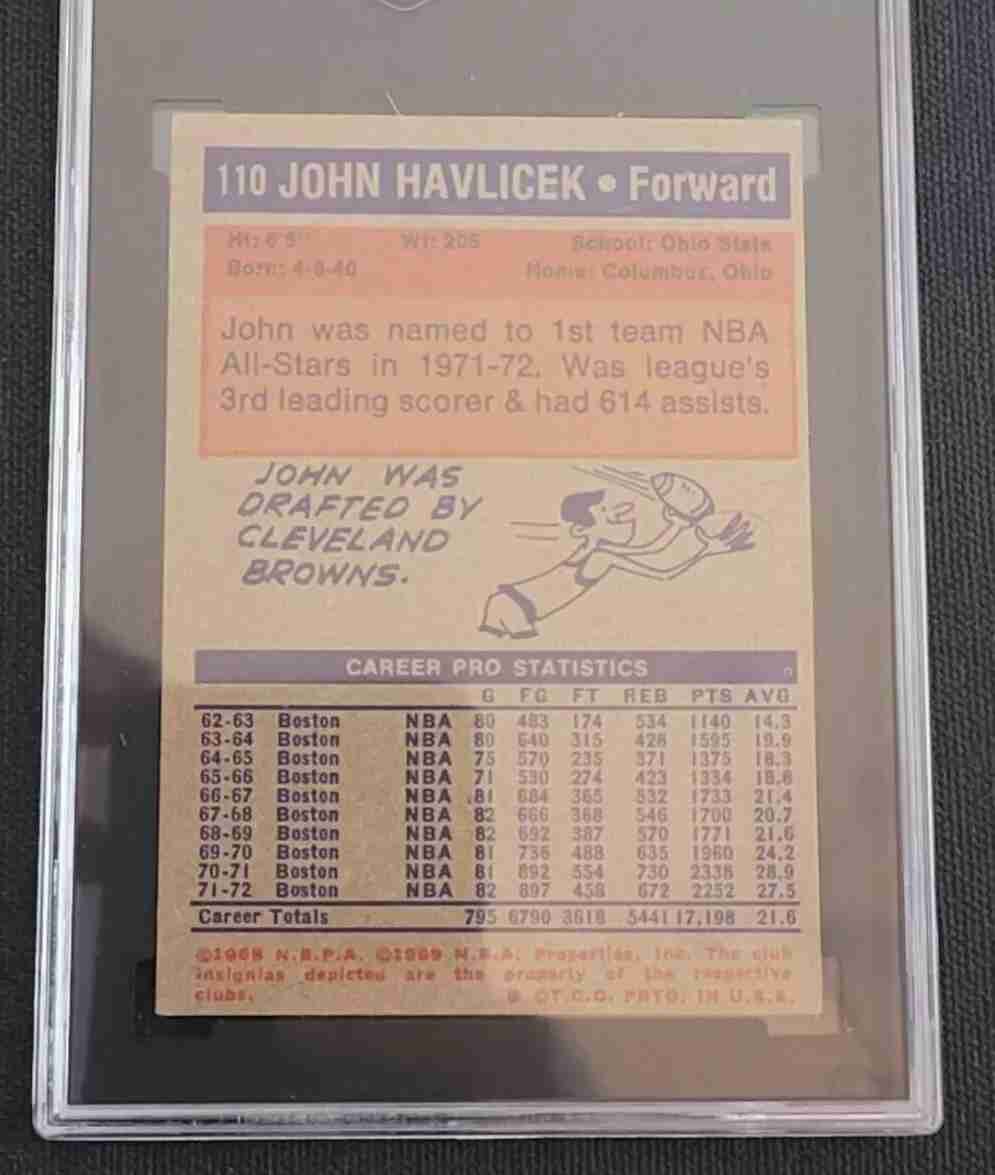 110 JOHN HAVLICEK • Forward
Ht: 6'5" Wt: 205 School: Ohio State
Born: 4-8-40 Home: Columbus, Ohio
John was named to 1st team NBA
All-Stars in 1971-72. Was league's
3rd leading scorer & had 614 assists.
JOHN WAS
DRAFTED BY
CLEVELAND
BROWNS.
CAREER PRO STATISTICS
G FG FT REB PTS AVG
62-63 Boston NBA 80 483 174 534 1140 14.3
63-64 Boston NBA 80 640 315 428 1595 19.9
64-65 Boston NBA 75 570 235 371 1375 18.3
65-66 Boston NBA 71 530 274 423 1334 18.8
66-67 Boston NBA 81 684 365 532 1733 21.4
67-68 Boston NBA 82 666 368 546 1700 20.7
68-69 Boston NBA 82 692 387 570 1771 21.6
69-70 Boston NBA 81 736 488 635 1960 24.2
70-71 Boston NBA 81 892 554 730 2338 28.9
71-72 Boston NBA 82 897 458 672 2252 27.5
Career Totals 795 6790 3618 5441 17,198 21.6
©1968 N.B.P.A. ©1969 N.B.A. Properties, Inc. The club
insignias depicted are the property of the respective
clubs. © T.C.G. PRTD. IN U.S.A.